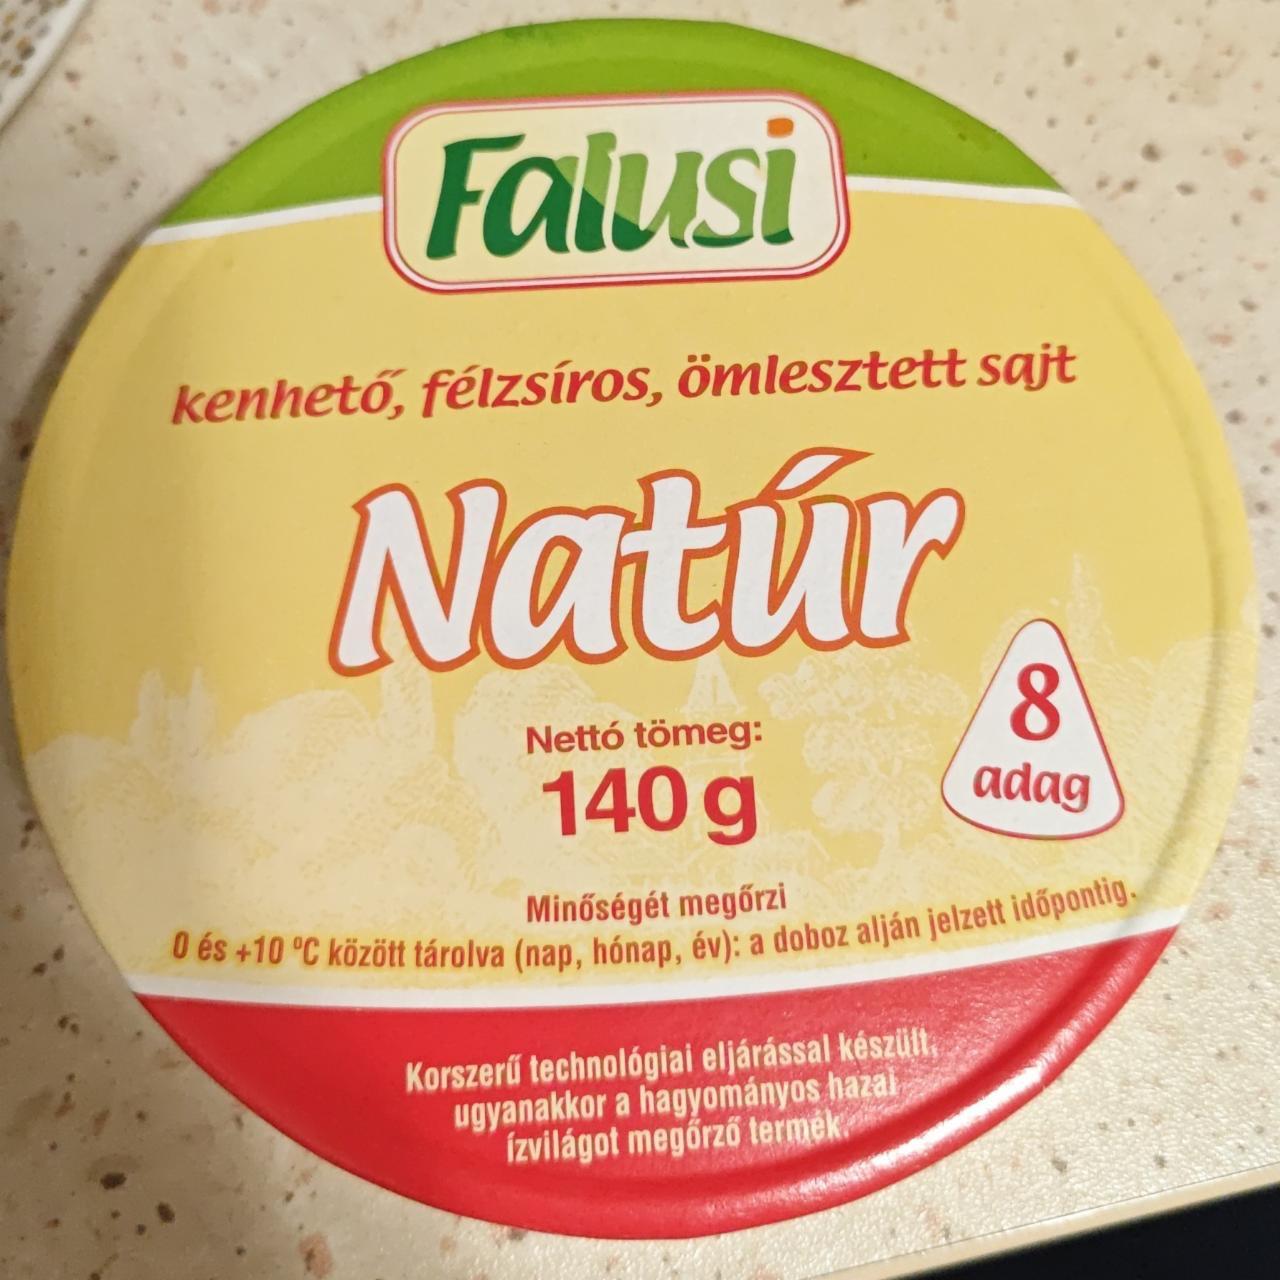 Falusi
kenhető, félzsíros, ömlesztett sajt
Natúr
Nettó tömeg:
140 g
8
adag
Minőségét megőrzi
0 és +10 ºC között tárolva (nap, hónap, év): a doboz alján jelzett időpontig.
Korszerű technológiai eljárással készült,
ugyanakkor a hagyományos hazai
ízvilágot megőrző termék.